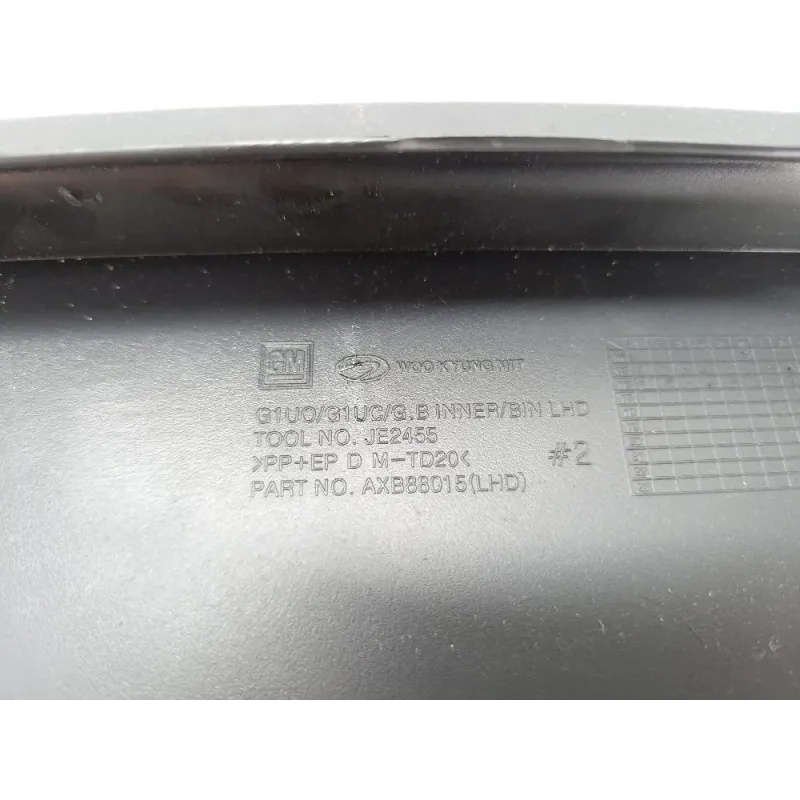 GM WOO KYUNG MIT
G1UO/G1UC/G.B INNER/BIN LHD
TOOL NO. JE2455
>PP+EP D M-TD20< #2
PART NO. AXB88015(LHD)